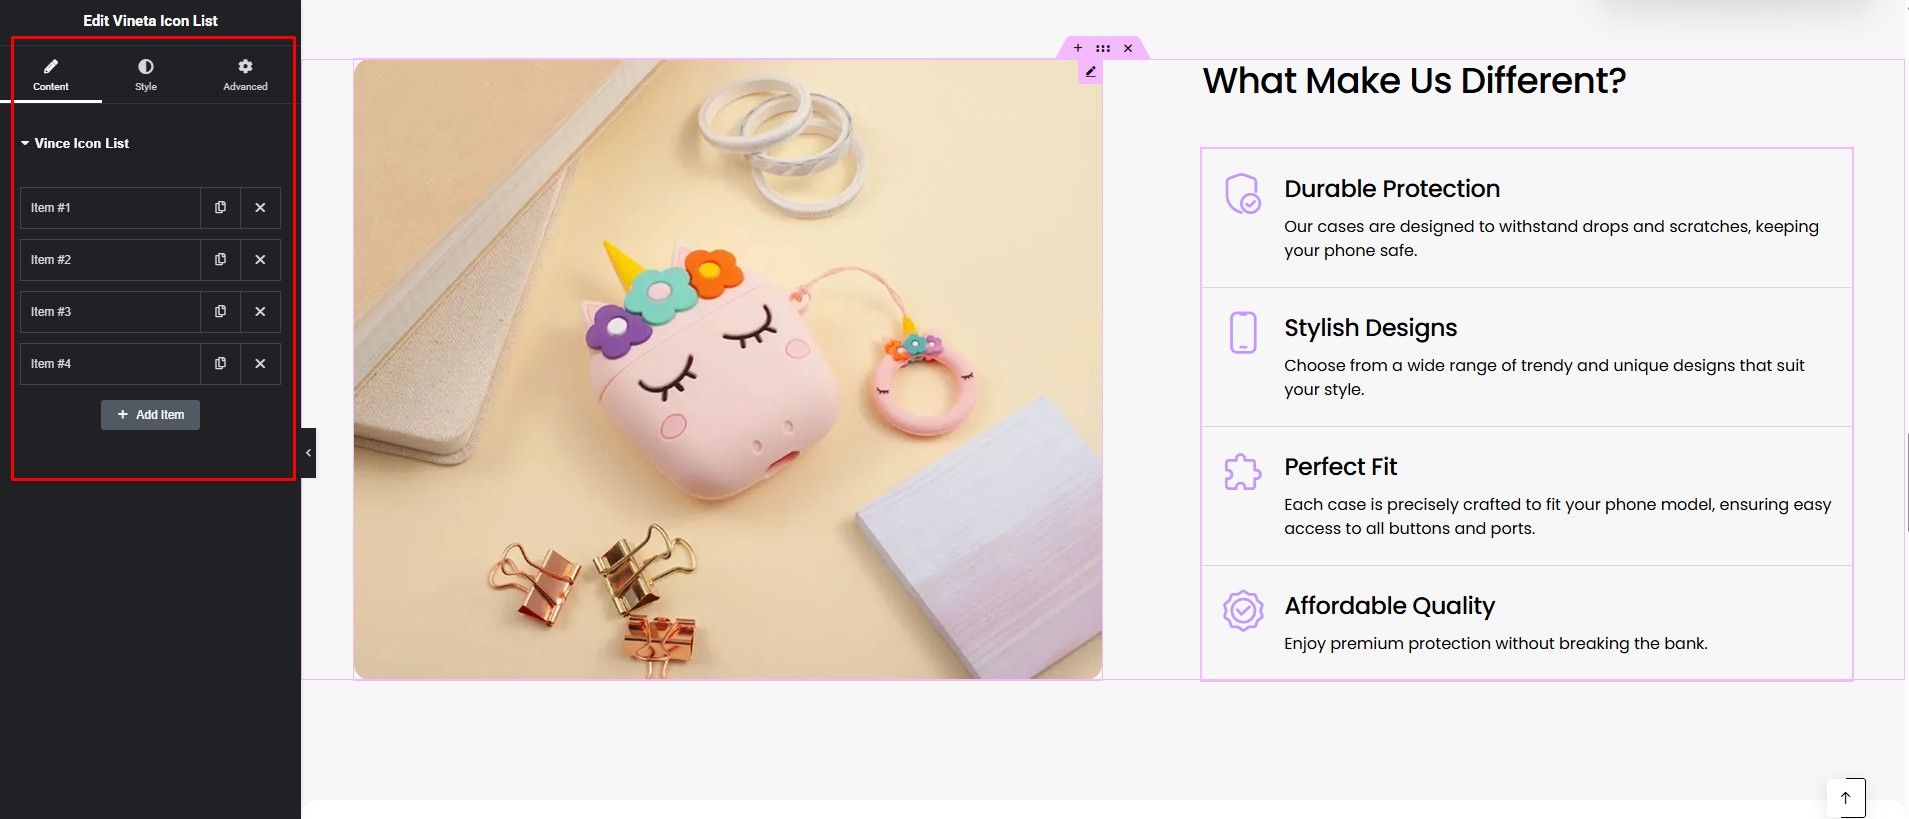 Edit Vineta Icon List
Content
Style
Advanced
Vince Icon List
Item #1
Item #2
Item #3
Item #4
+ Add Item
What Make Us Different?
Durable Protection
Our cases are designed to withstand drops and scratches, keeping
your phone safe.
Stylish Designs
Choose from a wide range of trendy and unique designs that suit
your style.
Perfect Fit
Each case is precisely crafted to fit your phone model, ensuring easy
access to all buttons and ports.
Affordable Quality
Enjoy premium protection without breaking the bank.